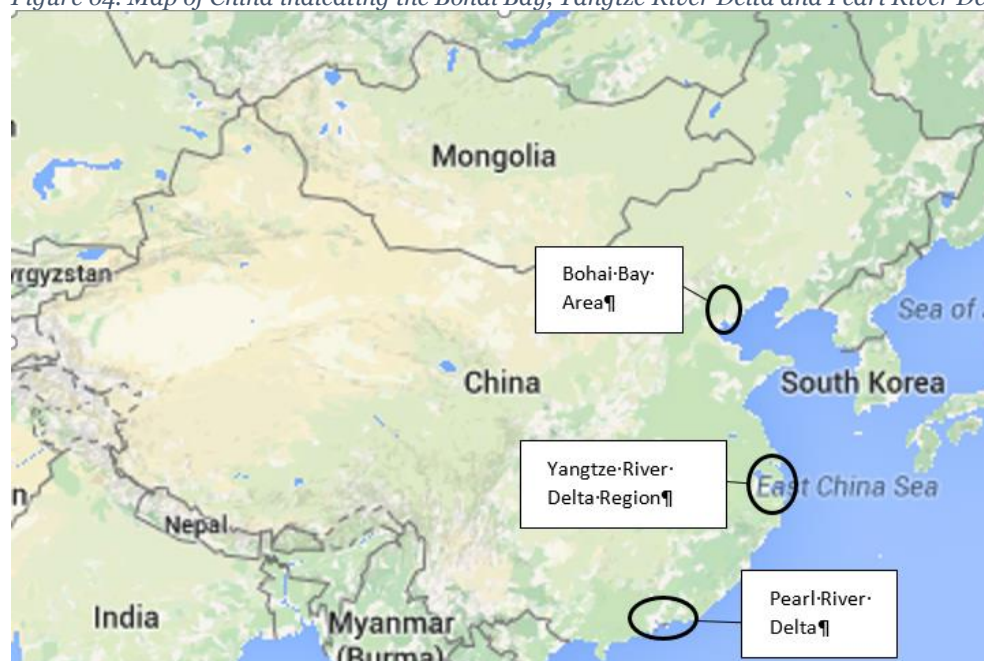 Figure 64. Map of China indicating the Bohai Bay, Yangtze River Delta and Pearl River De
Mongolia
rgyzstan
Bohai·Bay·
Area¶
Sea of
China
South Korea
Yangtze·River·
Delta·Region¶
East China Sea
n
Nepal
Pearl·River·
Delta¶
India
Myanmar
(Burma)